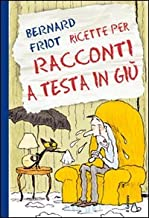 BERNARD
FRIOT
RICETTE PER
RACCONTI
A TESTA IN GIÙ